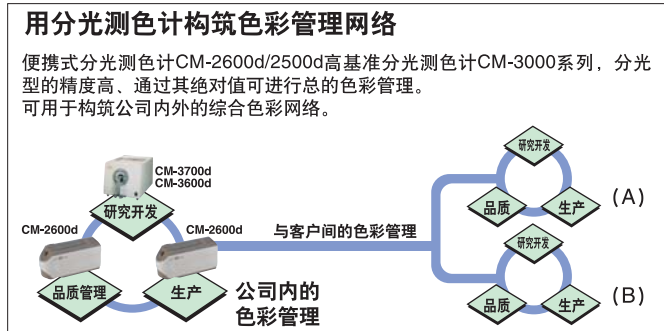 用分光测色计构筑色彩管理网络
便携式分光测色计CM-2600d/2500d高基准分光测色计CM-3000系列，分光
型的精度高、通过其绝对值可进行总的色彩管理。
可用于构筑公司内外的综合色彩网络。
CM-3700d
CM-3600d
研究开发
CM-2600d
CM-2600d
品质管理
生产
公司内的
色彩管理
与客户间的色彩管理
研究开发
品质
生产
(A)
研究开发
品质
生产
(B)